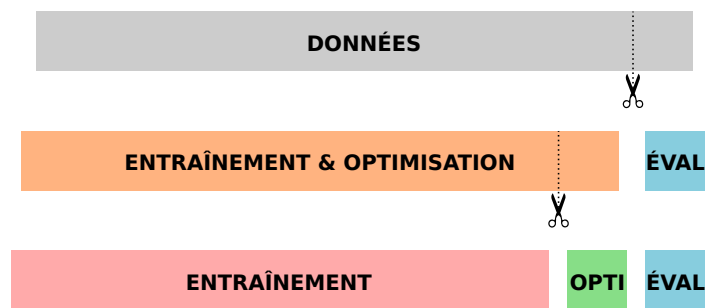 DONNÉES
ENTRAÎNEMENT & OPTIMISATION
ÉVAL
ENTRAÎNEMENT
OPTI
ÉVAL